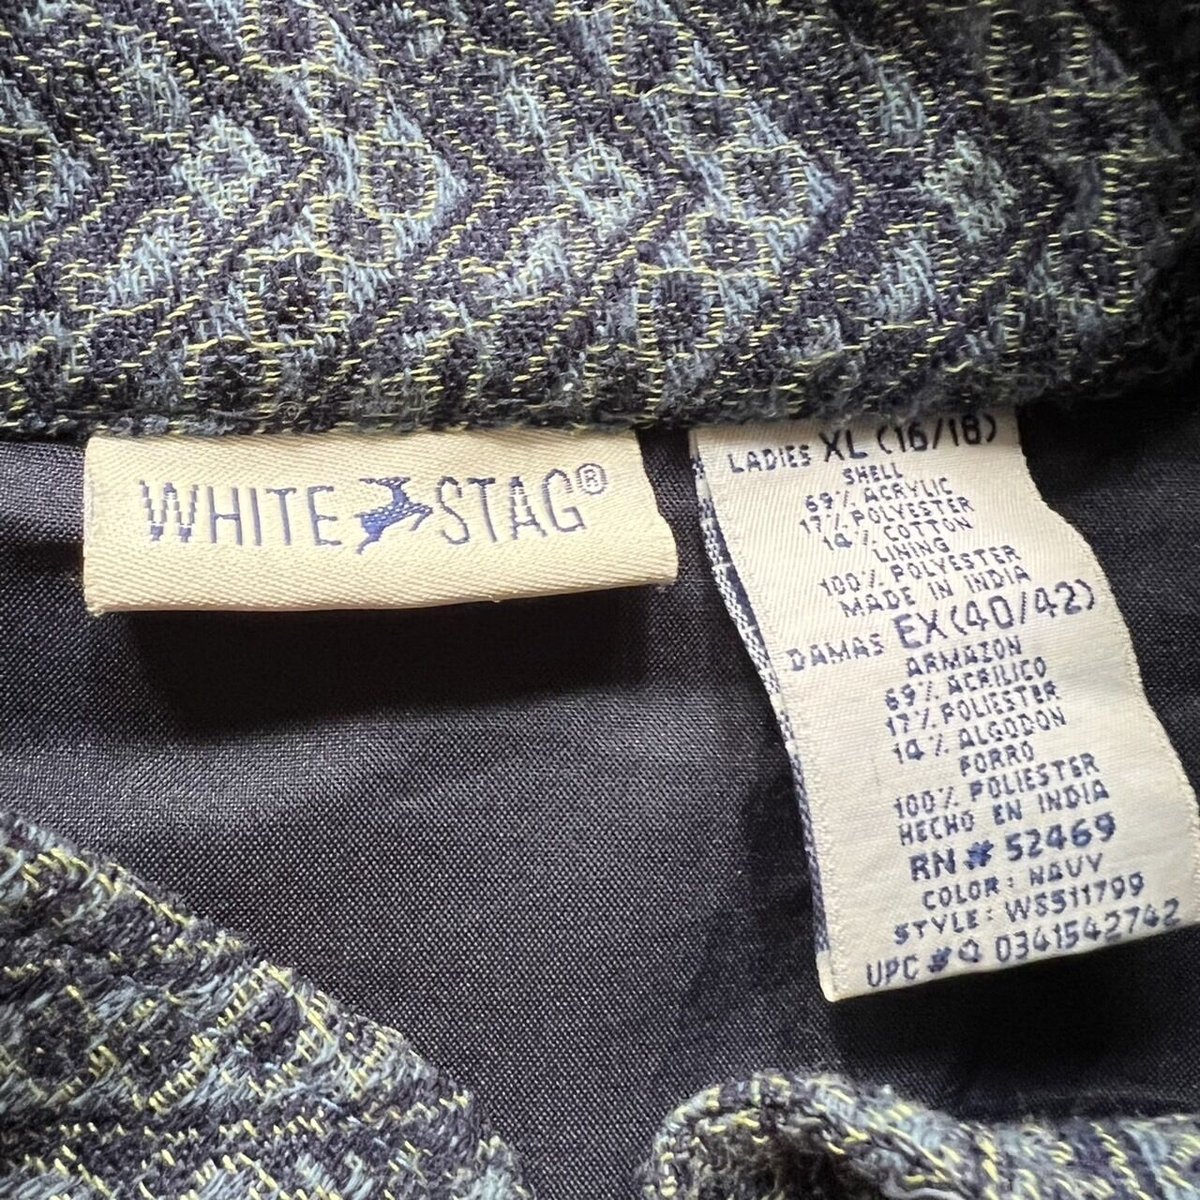 WHITE STAG®
LADIES XL (16/18)
SHELL
69% ACRYLIC
17% POLYESTER
14% COTTON
LINING
100% POLYESTER
MADE IN INDIA
DAMAS EX (40/42)
ARMAZON
69% ACRILICO
17% POLIESTER
14% ALGODON
FORRO
100% POLIESTER
HECHO EN INDIA
RN# 52469
COLOR: NAVY
STYLE: WS511799
UPC # 0341542742